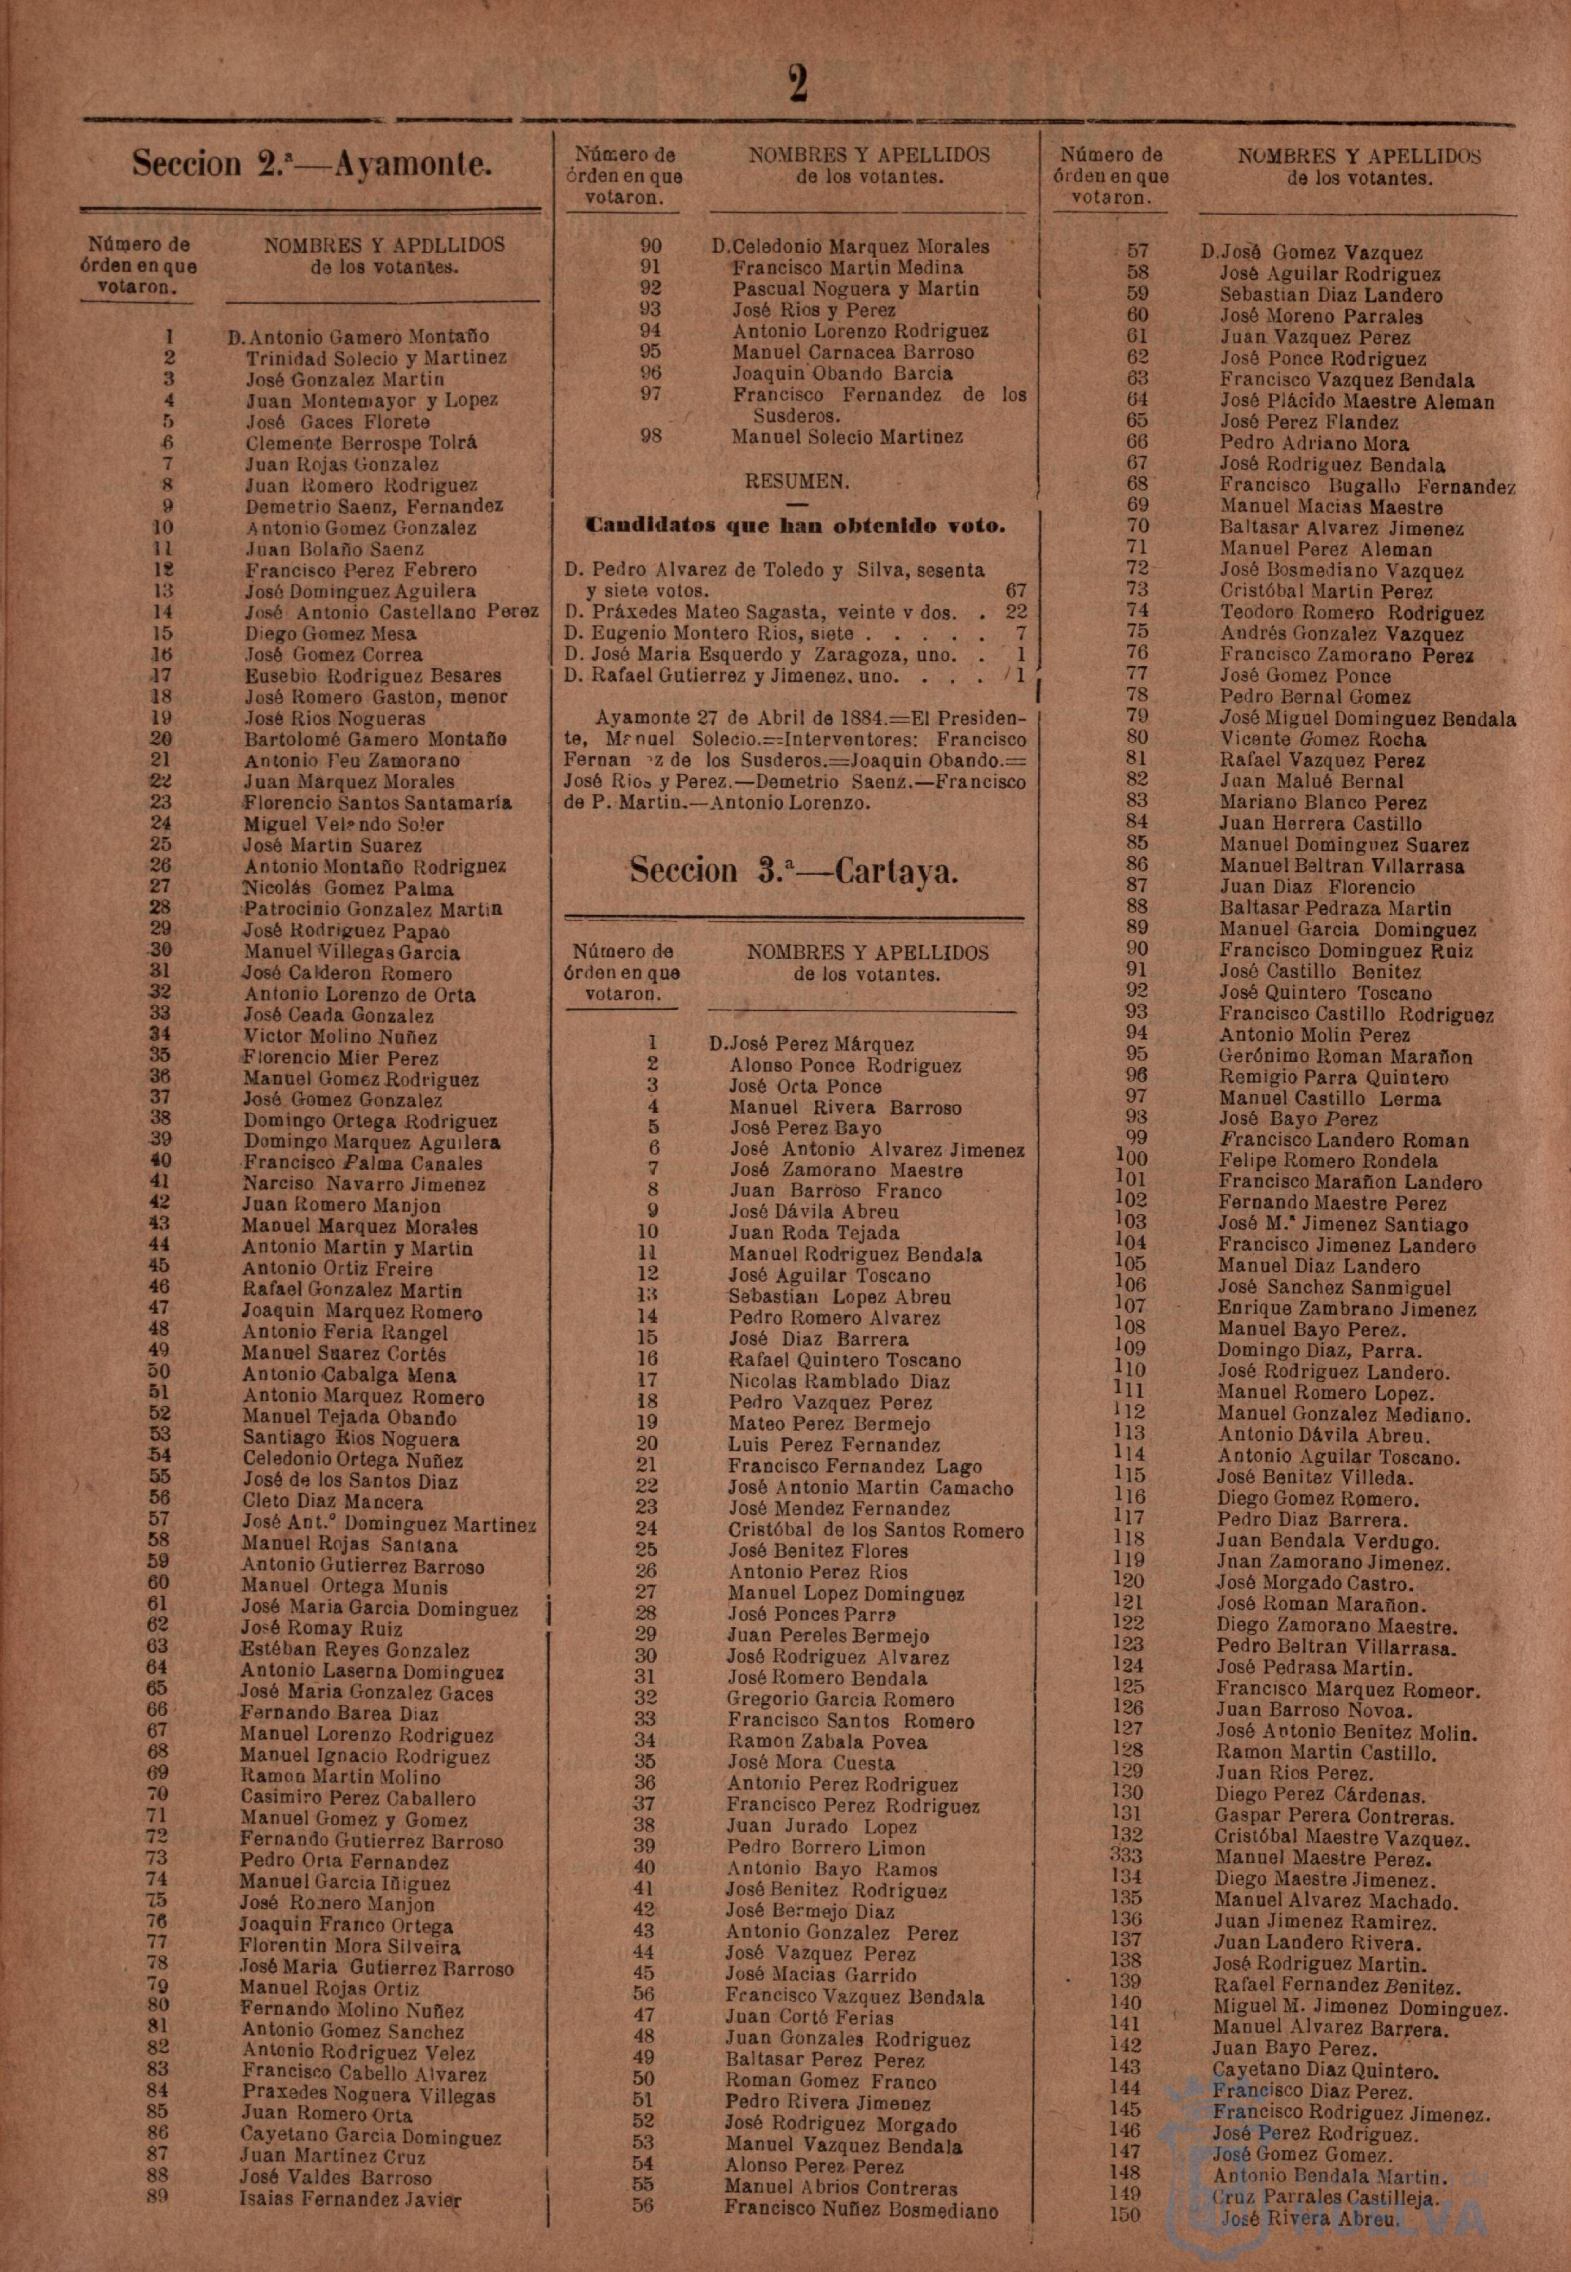 2
Seccion 2.ª—Ayamonte.
Número de
órden en que
votaron.
NOMBRES Y APDLLIDOS
de los votantes.
1 D. Antonio Gamero Montaño
2 Trinidad Solecio y Martinez
3 José Gonzalez Martin
4 Juan Montemayor y Lopez
5 José Gaces Florete
6 Clemente Berrospe Tolrá
7 Juan Rojas Gonzalez
8 Juan Romero Rodriguez
9 Demetrio Saenz, Fernandez
10 Antonio Gomez Gonzalez
11 Juan Bolaño Saenz
12 Francisco Perez Febrero
13 José Dominguez Aguilera
14 José Antonio Castellano Perez
15 Diego Gomez Mesa
16 José Gomez Correa
17 Eusebio Rodriguez Besares
18 José Romero Gaston, menor
19 José Rios Nogueras
20 Bartolomé Gamero Montaño
21 Antonio Feu Zamorano
22 Juan Marquez Morales
23 Florencio Santos Santamaría
24 Miguel Velando Soler
25 José Martin Suarez
26 Antonio Montaño Rodriguez
27 Nicolás Gomez Palma
28 Patrocinio Gonzalez Martin
29 José Rodriguez Papao
30 Manuel Villegas Garcia
31 José Calderon Romero
32 Antonio Lorenzo de Orta
33 José Ceada Gonzalez
34 Victor Molino Nuñez
35 Florencio Mier Perez
36 Manuel Gomez Rodriguez
37 José Gomez Gonzalez
38 Domingo Ortega Rodriguez
39 Domingo Marquez Aguilera
40 Francisco Palma Canales
41 Narciso Navarro Jimenez
42 Juan Romero Manjon
43 Manuel Marquez Morales
44 Antonio Martin y Martin
45 Antonio Ortiz Freire
46 Rafael Gonzalez Martin
47 Joaquin Marquez Romero
48 Antonio Feria Rangel
49 Manuel Suarez Cortés
50 Antonio Cabalga Mena
51 Antonio Marquez Romero
52 Manuel Tejada Obando
53 Santiago Rios Noguera
54 Celedonio Ortega Nuñez
55 José de los Santos Diaz
56 Cleto Diaz Mancera
57 José Ant.º Dominguez Martinez
58 Manuel Rojas Santana
59 Antonio Gutierrez Barroso
60 Manuel Ortega Munis
61 José Maria Garcia Dominguez
62 José Romay Ruiz
63 Estéban Reyes Gonzalez
64 Antonio Laserna Dominguez
65 José Maria Gonzalez Gaces
66 Fernando Barea Diaz
67 Manuel Lorenzo Rodriguez
68 Manuel Ignacio Rodriguez
69 Ramon Martin Molino
70 Casimiro Perez Caballero
71 Manuel Gomez y Gomez
72 Fernando Gutierrez Barroso
73 Pedro Orta Fernandez
74 Manuel Garcia Iñiguez
75 José Romero Manjon
76 Joaquin Franco Ortega
77 Florentin Mora Silveira
78 José Maria Gutierrez Barroso
79 Manuel Rojas Ortiz
80 Fernando Molino Nuñez
81 Antonio Gomez Sanchez
82 Antonio Rodriguez Velez
83 Francisco Cabello Alvarez
84 Praxedes Noguera Villegas
85 Juan Romero Orta
86 Cayetano Garcia Dominguez
87 Juan Martinez Cruz
88 José Valdes Barroso
89 Isaias Fernandez Javier
Número de
órden en que
votaron.
NOMBRES Y APELLIDOS
de los votantes.
90 D. Celedonio Marquez Morales
91 Francisco Martin Medina
92 Pascual Noguera y Martin
93 José Rios y Perez
94 Antonio Lorenzo Rodriguez
95 Manuel Carnacea Barroso
96 Joaquin Obando Barcia
97 Francisco Fernandez de los
Susderos.
98 Manuel Solecio Martinez
RESUMEN.
Candidatos que han obtenido voto.
D. Pedro Alvarez de Toledo y Silva, sesenta
y siete votos. 67
D. Práxedes Mateo Sagasta, veinte v dos. . 22
D. Eugenio Montero Rios, siete . . . . . 7
D. José Maria Esquerdo y Zaragoza, uno. . 1
D. Rafael Gutierrez y Jimenez, uno. . . . 1
Ayamonte 27 de Abril de 1884.=El Presiden-
te, Manuel Solecio.==Interventores: Francisco
Fernan z de los Susderos.=Joaquin Obando.=
José Rios y Perez.—Demetrio Saenz.—Francisco
de P. Martin.—Antonio Lorenzo.
Seccion 3.ª—Cartaya.
Número de
órden en que
votaron.
NOMBRES Y APELLIDOS
de los votantes.
1 D. José Perez Márquez
2 Alonso Ponce Rodriguez
3 José Orta Ponce
4 Manuel Rivera Barroso
5 José Perez Bayo
6 José Antonio Alvarez Jimenez
7 José Zamorano Maestre
8 Juan Barroso Franco
9 José Dávila Abreu
10 Juan Roda Tejada
11 Manuel Rodriguez Bendala
12 José Aguilar Toscano
13 Sebastian Lopez Abreu
14 Pedro Romero Alvarez
15 José Diaz Barrera
16 Rafael Quintero Toscano
17 Nicolas Ramblado Diaz
18 Pedro Vazquez Perez
19 Mateo Perez Bermejo
20 Luis Perez Fernandez
21 Francisco Fernandez Lago
22 José Antonio Martin Camacho
23 José Mendez Fernandez
24 Cristóbal de los Santos Romero
25 José Benitez Flores
26 Antonio Perez Rios
27 Manuel Lopez Dominguez
28 José Ponces Parra
29 Juan Pereles Bermejo
30 José Rodriguez Alvarez
31 José Romero Bendala
32 Gregorio Garcia Romero
33 Francisco Santos Romero
34 Ramon Zabala Povea
35 José Mora Cuesta
36 Antonio Perez Rodriguez
37 Francisco Perez Rodriguez
38 Juan Jurado Lopez
39 Pedro Borrero Limon
40 Antonio Bayo Ramos
41 José Benitez Rodriguez
42 José Bermejo Diaz
43 Antonio Gonzalez Perez
44 José Vazquez Perez
45 José Macias Garrido
56 Francisco Vazquez Bendala
47 Juan Corté Ferias
48 Juan Gonzales Rodriguez
49 Baltasar Perez Perez
50 Roman Gomez Franco
51 Pedro Rivera Jimenez
52 José Rodriguez Morgado
53 Manuel Vazquez Bendala
54 Alonso Perez Perez
55 Manuel Abrios Contreras
56 Francisco Nuñez Bosmediano
Número de
órden en que
votaron.
NOMBRES Y APELLIDOS
de los votantes.
57 D. José Gomez Vazquez
58 José Aguilar Rodriguez
59 Sebastian Diaz Landero
60 José Moreno Parrales
61 Juan Vazquez Perez
62 José Ponce Rodriguez
63 Francisco Vazquez Bendala
64 José Plácido Maestre Aleman
65 José Perez Flandez
66 Pedro Adriano Mora
67 José Rodriguez Bendala
68 Francisco Bugallo Fernandez
69 Manuel Macias Maestre
70 Baltasar Alvarez Jimenez
71 Manuel Perez Aleman
72 José Bosmediano Vazquez
73 Cristóbal Martin Perez
74 Teodoro Romero Rodriguez
75 Andrés Gonzalez Vazquez
76 Francisco Zamorano Perez
77 José Gomez Ponce
78 Pedro Bernal Gomez
79 José Miguel Dominguez Bendala
80 Vicente Gomez Rocha
81 Rafael Vazquez Perez
82 Juan Malué Bernal
83 Mariano Blanco Perez
84 Juan Herrera Castillo
85 Manuel Dominguez Suarez
86 Manuel Beltran Villarrasa
87 Juan Diaz Florencio
88 Baltasar Pedraza Martin
89 Manuel Garcia Dominguez
90 Francisco Dominguez Ruiz
91 José Castillo Benitez
92 José Quintero Toscano
93 Francisco Castillo Rodriguez
94 Antonio Molin Perez
95 Gerónimo Roman Marañon
96 Remigio Parra Quintero
97 Manuel Castillo Lerma
98 José Bayo Perez
99 Francisco Landero Roman
100 Felipe Romero Rondela
101 Francisco Marañon Landero
102 Fernando Maestre Perez
103 José M.ª Jimenez Santiago
104 Francisco Jimenez Landero
105 Manuel Diaz Landero
106 José Sanchez Sanmiguel
107 Enrique Zambrano Jimenez
108 Manuel Bayo Perez.
109 Domingo Diaz, Parra.
110 José Rodriguez Landero.
111 Manuel Romero Lopez.
112 Manuel Gonzalez Mediano.
113 Antonio Dávila Abreu.
114 Antonio Aguilar Toscano.
115 José Benitez Villeda.
116 Diego Gomez Romero.
117 Pedro Diaz Barrera.
118 Juan Bendala Verdugo.
119 Juan Zamorano Jimenez.
120 José Morgado Castro.
121 José Roman Marañon.
122 Diego Zamorano Maestre.
123 Pedro Beltran Villarrasa.
124 José Pedrasa Martin.
125 Francisco Marquez Romeor.
126 Juan Barroso Novoa.
127 José Antonio Benitez Molin.
128 Ramon Martin Castillo.
129 Juan Rios Perez.
130 Diego Perez Cárdenas.
131 Gaspar Perera Contreras.
132 Cristóbal Maestre Vazquez.
333 Manuel Maestre Perez.
134 Diego Maestre Jimenez.
135 Manuel Alvarez Machado.
136 Juan Jimenez Ramirez.
137 Juan Landero Rivera.
138 José Rodriguez Martin.
139 Rafael Fernandez Benitez.
140 Miguel M. Jimenez Dominguez.
141 Manuel Alvarez Barrera.
142 Juan Bayo Perez.
143 Cayetano Diaz Quintero.
144 Francisco Diaz Perez.
145 Francisco Rodriguez Jimenez.
146 José Perez Rodriguez.
147 José Gomez Gomez.
148 Antonio Bendala Martin.
149 Cruz Parrales Castilleja.
150 José Rivera Abreu.